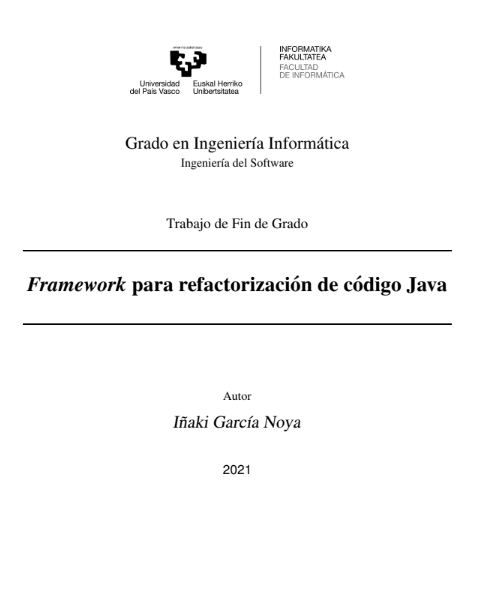 Universidad
del País Vasco
Euskal Herriko
Unibertsitatea
INFORMATIKA
FAKULTATEA
FACULTAD
DE INFORMÁTICA
Grado en Ingeniería Informática
Ingeniería del Software
Trabajo de Fin de Grado
Framework para refactorización de código Java
Autor
Iñaki García Noya
2021